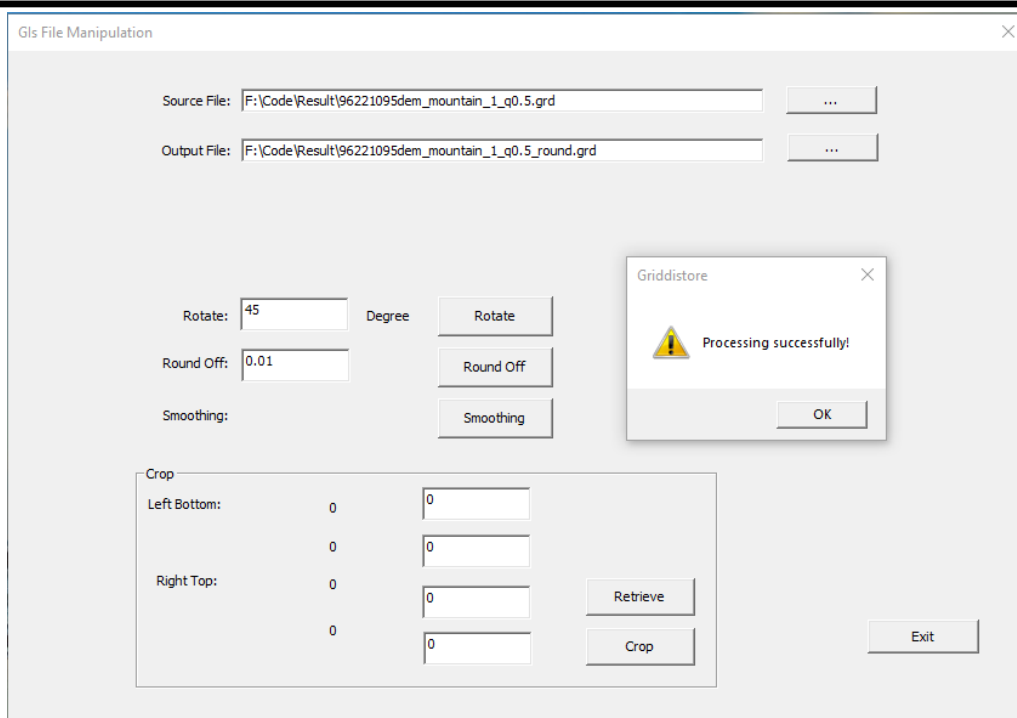 GIs File Manipulation
Source File: F:\Code\Result\96221095dem_mountain_1_q0.5.grd ...
Output File: F:\Code\Result\96221095dem_mountain_1_q0.5_round.grd ...
Griddistore
Processing successfully!
OK
Rotate: 45 Degree Rotate
Round Off: 0.01 Round Off
Smoothing: Smoothing
Crop
Left Bottom: 0 0
0 0
Right Top: 0 0
Retrieve
0 0
Crop
Exit